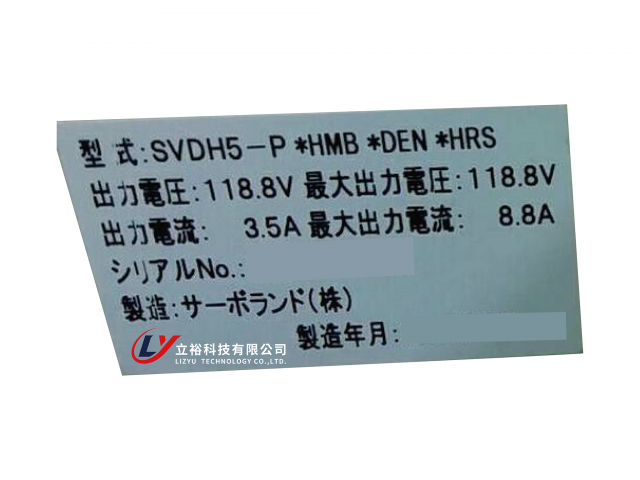 型 式:SVDH5-P *HMB *DEN *HRS
出力電圧:118.8V 最大出力電圧:118.8V
出力電流: 3.5A 最大出力電流: 8.8A
シリアルNo.:
製造:サーボランド(株)
製造年月:
LY 立裕科技有限公司
LIZYU TECHNOLOGY CO.,LTD.